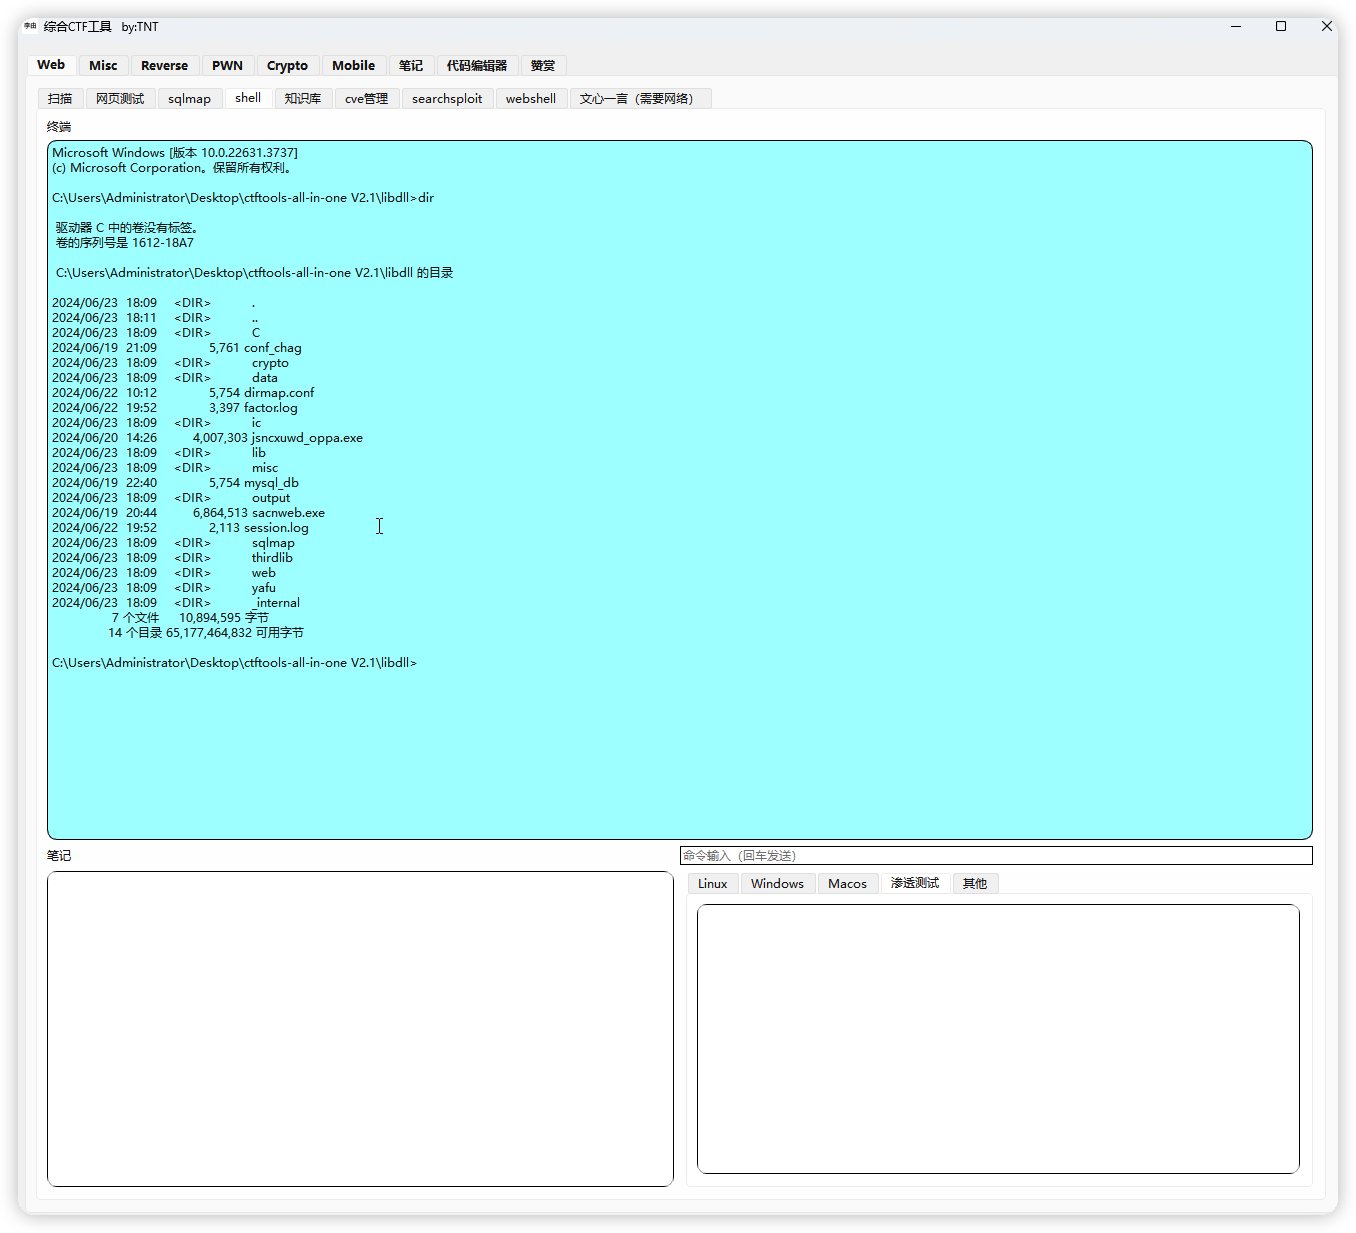 李由 综合CTF工具 by:TNT
Web Misc Reverse PWN Crypto Mobile 笔记 代码编辑器 赞赏
扫描 网页测试 sqlmap shell 知识库 cve管理 searchsploit webshell 文心一言（需要网络）
终端
Microsoft Windows [版本 10.0.22631.3737]
(c) Microsoft Corporation。保留所有权利。
C:\Users\Administrator\Desktop\ctftools-all-in-one V2.1\libdll>dir
驱动器 C 中的卷没有标签。
卷的序列号是 1612-18A7
C:\Users\Administrator\Desktop\ctftools-all-in-one V2.1\libdll 的目录
2024/06/23 18:09 <DIR> .
2024/06/23 18:11 <DIR> ..
2024/06/23 18:09 <DIR> C
2024/06/19 21:09 5,761 conf_chag
2024/06/23 18:09 <DIR> crypto
2024/06/23 18:09 <DIR> data
2024/06/22 10:12 5,754 dirmap.conf
2024/06/22 19:52 3,397 factor.log
2024/06/23 18:09 <DIR> ic
2024/06/20 14:26 4,007,303 jsncxuwd_oppa.exe
2024/06/23 18:09 <DIR> lib
2024/06/23 18:09 <DIR> misc
2024/06/19 22:40 5,754 mysql_db
2024/06/23 18:09 <DIR> output
2024/06/19 20:44 6,864,513 sacnweb.exe
2024/06/22 19:52 2,113 session.log
2024/06/23 18:09 <DIR> sqlmap
2024/06/23 18:09 <DIR> thirdlib
2024/06/23 18:09 <DIR> web
2024/06/23 18:09 <DIR> yafu
2024/06/23 18:09 <DIR> _internal
7 个文件 10,894,595 字节
14 个目录 65,177,464,832 可用字节
C:\Users\Administrator\Desktop\ctftools-all-in-one V2.1\libdll>
笔记
命令输入（回车发送）
Linux Windows Macos 渗透测试 其他